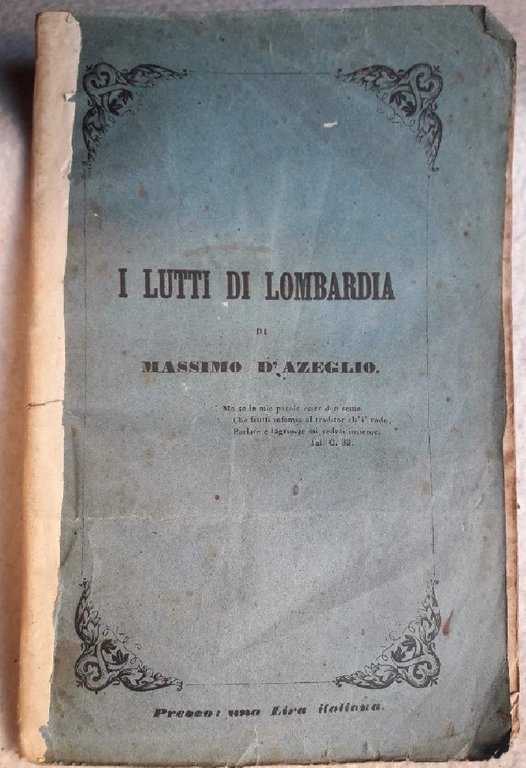 I LUTTI DI LOMBARDIA
DI
MASSIMO D'AZEGLIO.
Ma se le mie parole esser den seme
Che frutti infamia al traditor ch'i' rodo,
Parlare e lagrimar mi vedrai insieme.
Inf. C. 33.
Prezzo: una Lira italiana.